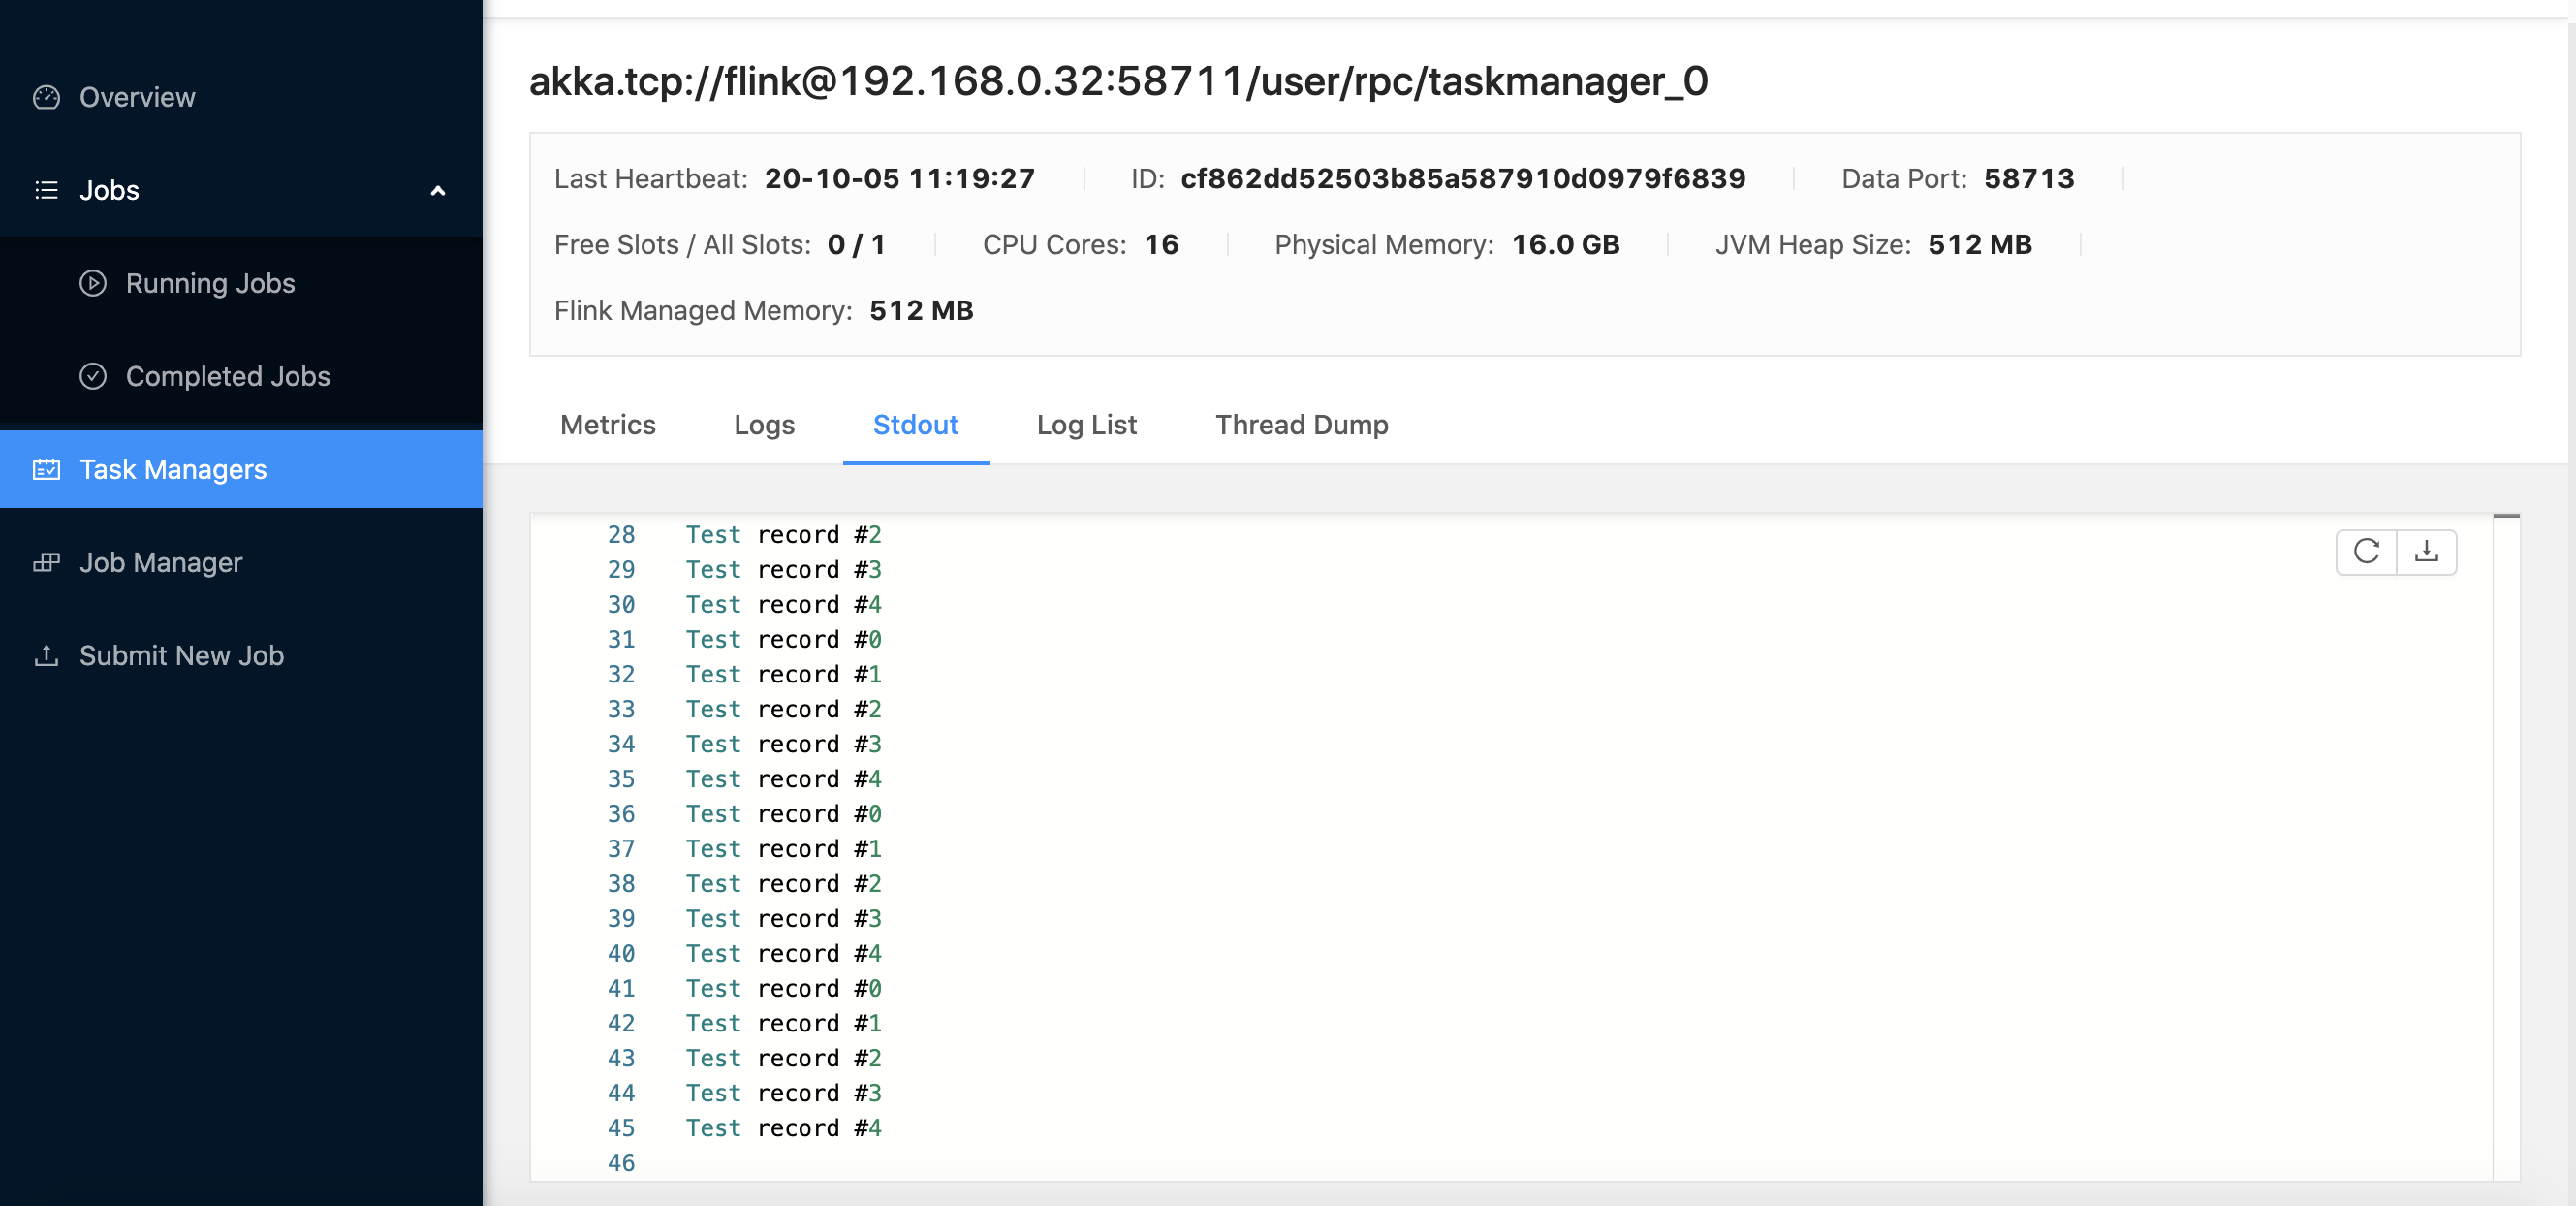 Overview
Jobs
Running Jobs
Completed Jobs
Task Managers
Job Manager
Submit New Job
akka.tcp://flink@192.168.0.32:58711/user/rpc/taskmanager_0
Last Heartbeat: 20-10-05 11:19:27 ID: cf862dd52503b85a587910d0979f6839 Data Port: 58713
Free Slots / All Slots: 0 / 1 CPU Cores: 16 Physical Memory: 16.0 GB JVM Heap Size: 512 MB
Flink Managed Memory: 512 MB
Metrics Logs Stdout Log List Thread Dump
28 Test record #2
29 Test record #3
30 Test record #4
31 Test record #0
32 Test record #1
33 Test record #2
34 Test record #3
35 Test record #4
36 Test record #0
37 Test record #1
38 Test record #2
39 Test record #3
40 Test record #4
41 Test record #0
42 Test record #1
43 Test record #2
44 Test record #3
45 Test record #4
46